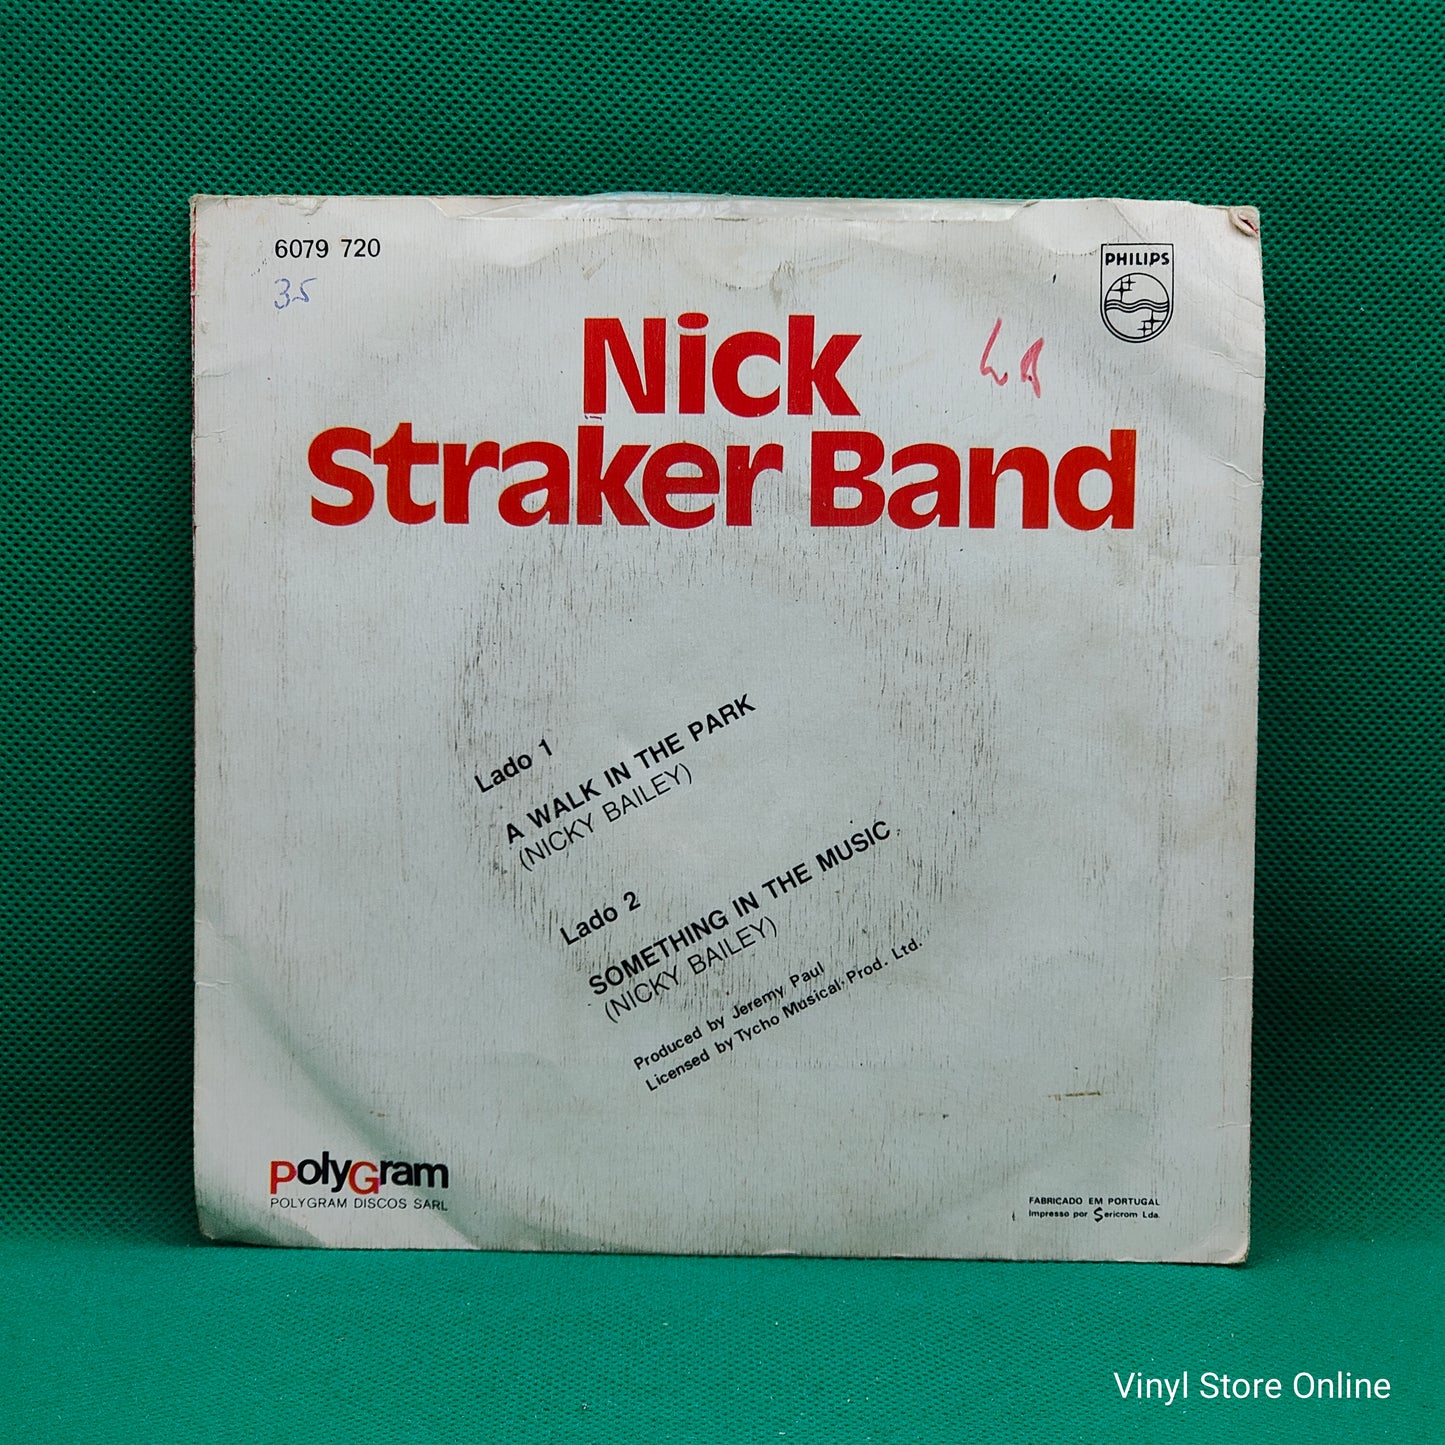 6079 720
35
PHILIPS
Nick
Straker Band
Lado 1
A WALK IN THE PARK
(NICKY BAILEY)
Lado 2
SOMETHING IN THE MUSIC
(NICKY BAILEY)
Produced by Jeremy Paul
Licensed by Tycho Musical Prod. Ltd.
PolyGram
POLYGRAM DISCOS SARL
FABRICADO EM PORTUGAL
Impresso por Sericrom Lda.
Vinyl Store Online